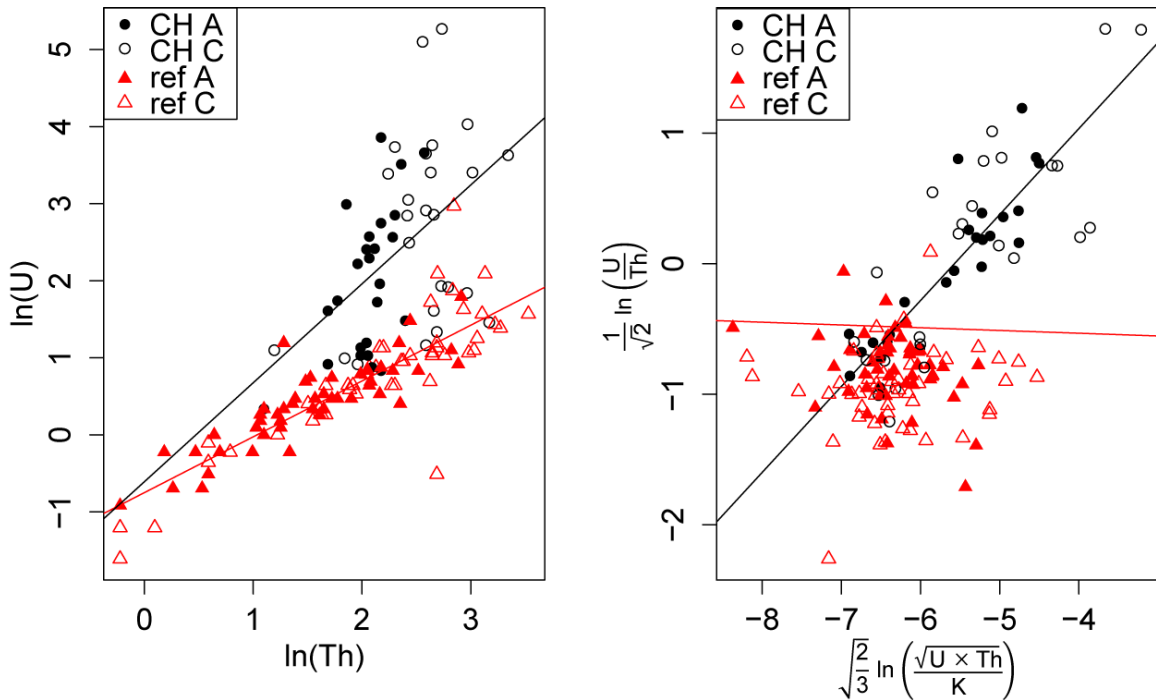 CH A
CH C
ref A
ref C
ln(U)
5
4
3
2
1
0
−1
0
1
2
3
ln(Th)
CH A
CH C
ref A
ref C
1/√2 ln(U/Th)
1
0
−1
−2
−8
−7
−6
−5
−4
√(2/3) ln(√(U × Th)/K)